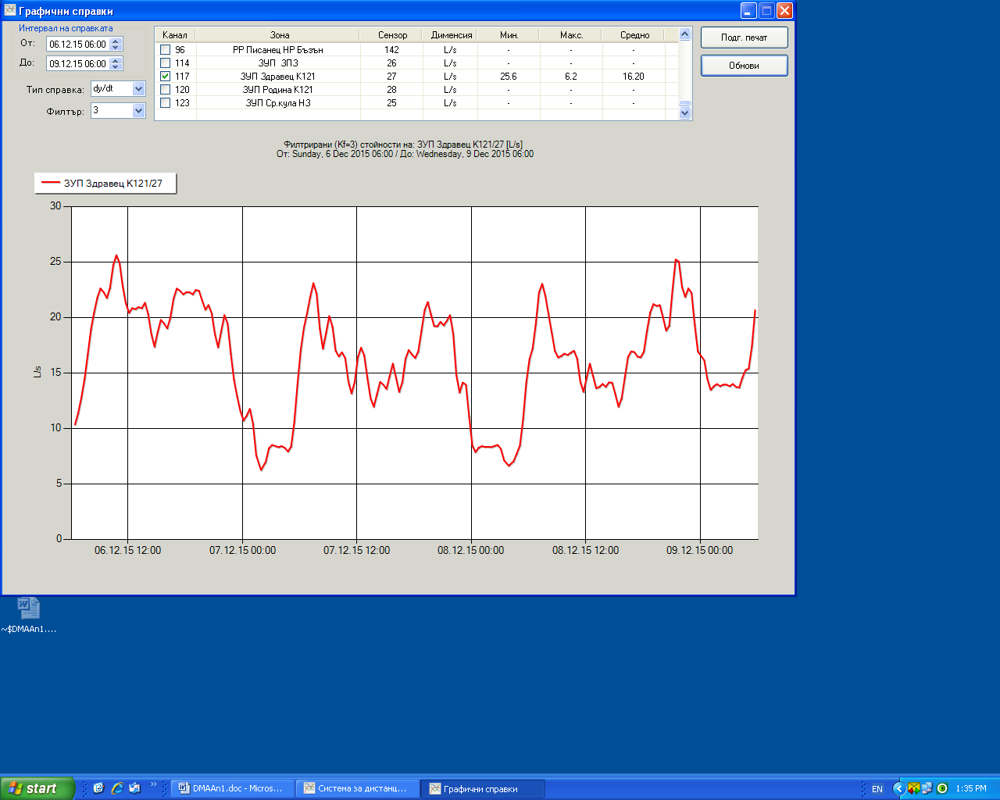 Графични справки
Интервал на справката
От: 06.12.15 06:00
До: 09.12.15 06:00
Тип справка: dy/dt
Филтър: 3
Канал Зона Сензор Дименсия Мин. Макс. Средно
96 РР Писанец НР Бъзън 142 L/s - - -
114 ЗУП ЗПЗ 26 L/s - - -
117 ЗУП Здравец К121 27 L/s 25.6 6.2 16.20
120 ЗУП Родина К121 28 L/s - - -
123 ЗУП Ср.кула НЗ 25 L/s - - -
Подг. печат
Обнови
Филтрирани (Kf=3) стойности на: ЗУП Здравец К121/27 [L/s]
От: Sunday, 6 Dec 2015 06:00 / До: Wednesday, 9 Dec 2015 06:00
ЗУП Здравец К121/27
30
25
20
15
10
5
0
L/s
06.12.15 12:00 07.12.15 00:00 07.12.15 12:00 08.12.15 00:00 08.12.15 12:00 09.12.15 00:00
~$DMAAn1....
start
DMAAn1.doc - Micros...
Система за дистанц...
Графични справки
EN
1:35 PM